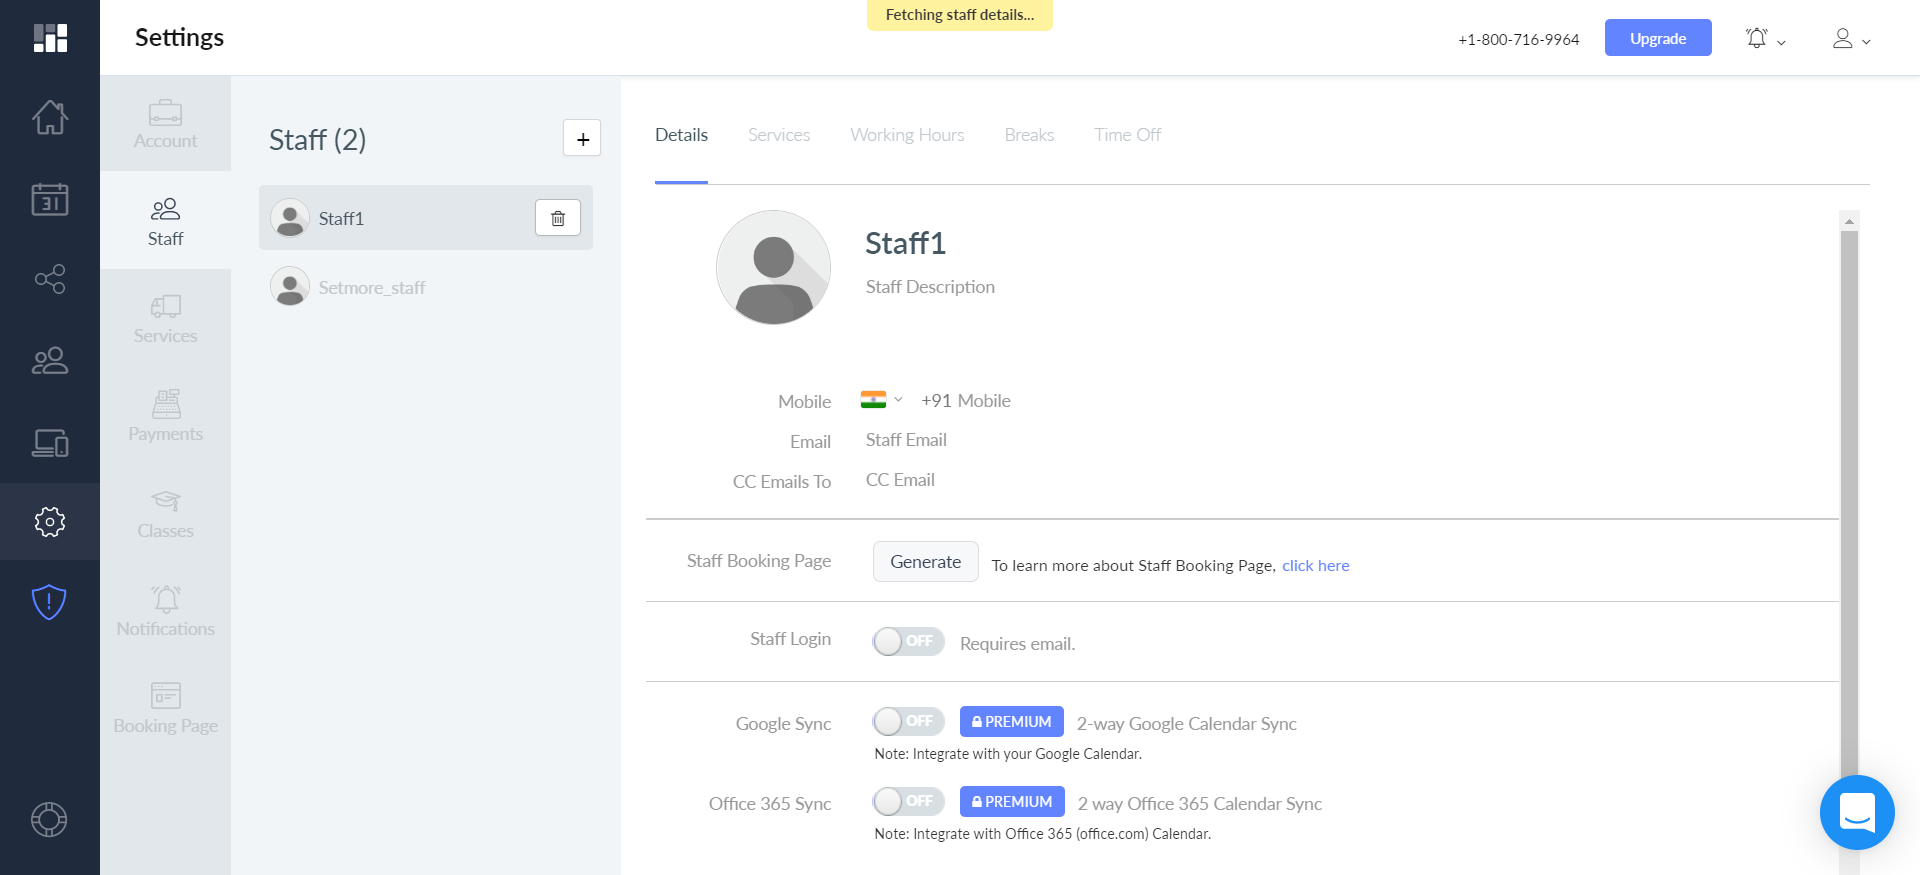 Fetching staff details...
Settings
+1-800-716-9964
Upgrade
31
Account
Staff
Services
Payments
Classes
Notifications
Booking Page
Staff (2)
+
Staff1
Setmore_staff
Details Services Working Hours Breaks Time Off
Staff1
Staff Description
Mobile +91 Mobile
Email Staff Email
CC Emails To CC Email
Staff Booking Page Generate To learn more about Staff Booking Page, click here
Staff Login OFF Requires email.
Google Sync OFF PREMIUM 2-way Google Calendar Sync
Note: Integrate with your Google Calendar.
Office 365 Sync OFF PREMIUM 2 way Office 365 Calendar Sync
Note: Integrate with Office 365 (office.com) Calendar.